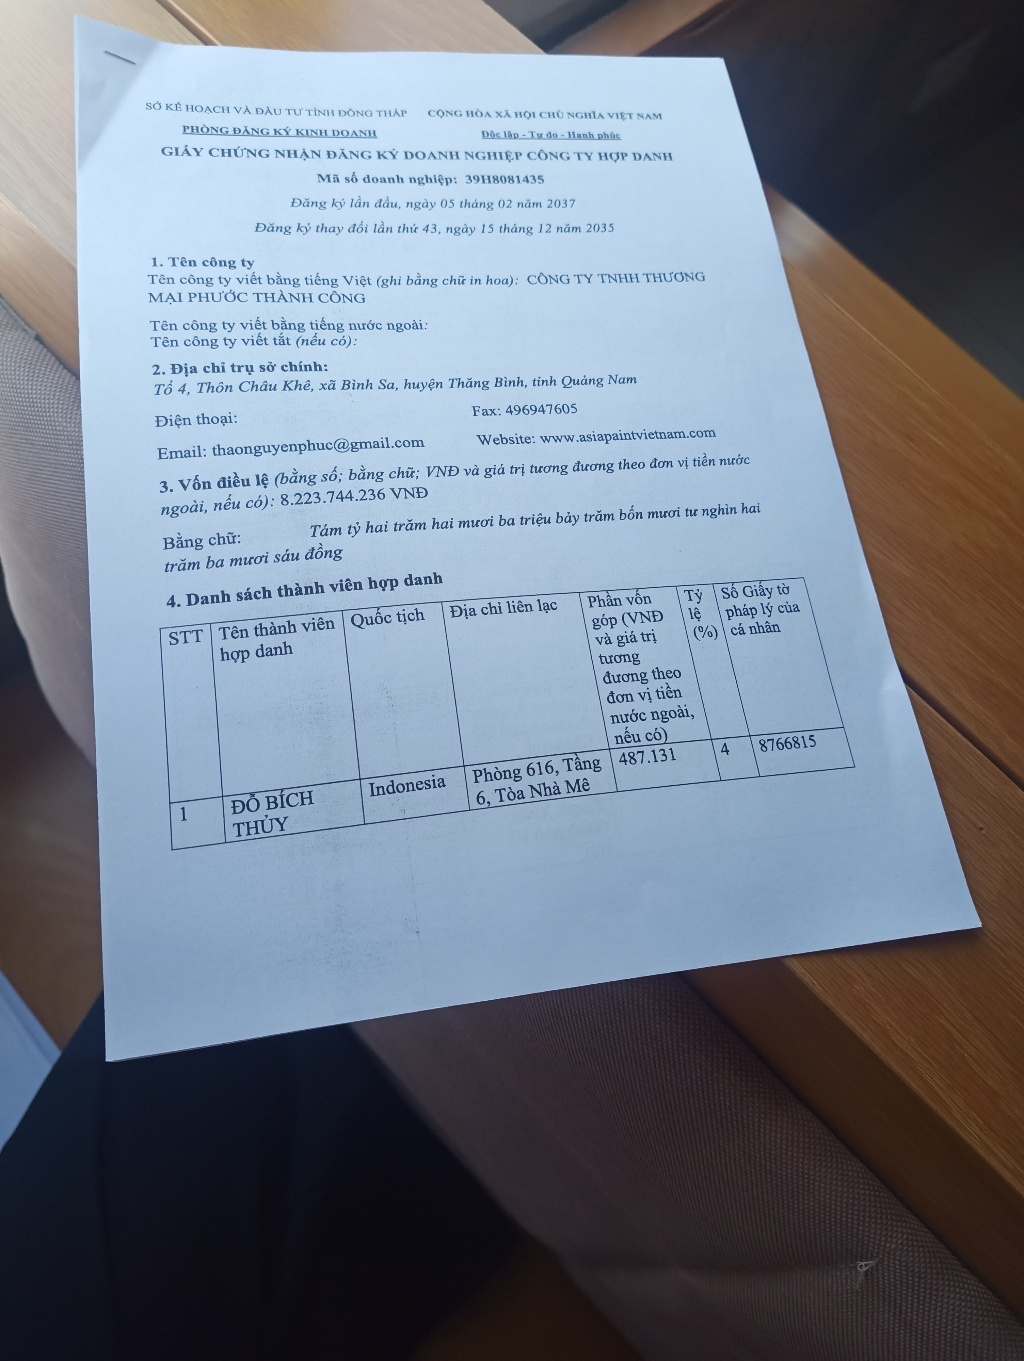 SỞ KẾ HOẠCH VÀ ĐẦU TƯ TỈNH ĐỒNG THÁP CỘNG HÒA XÃ HỘI CHỦ NGHĨA VIỆT NAM
PHÒNG ĐĂNG KÝ KINH DOANH Độc lập - Tự do - Hạnh phúc
GIẤY CHỨNG NHẬN ĐĂNG KÝ DOANH NGHIỆP CÔNG TY HỢP DANH
Mã số doanh nghiệp: 39H8081435
Đăng ký lần đầu, ngày 05 tháng 02 năm 2037
Đăng ký thay đổi lần thứ 43, ngày 15 tháng 12 năm 2035
1. Tên công ty
Tên công ty viết bằng tiếng Việt (ghi bằng chữ in hoa): CÔNG TY TNHH THƯƠNG
MẠI PHƯỚC THÀNH CÔNG
Tên công ty viết bằng tiếng nước ngoài:
Tên công ty viết tắt (nếu có):
2. Địa chỉ trụ sở chính:
Tổ 4, Thôn Châu Khê, xã Bình Sa, huyện Thăng Bình, tỉnh Quảng Nam
Điện thoại: Fax: 496947605
Email: thaonguyenphuc@gmail.com Website: www.asiapaintvietnam.com
3. Vốn điều lệ (bằng số; bằng chữ; VNĐ và giá trị tương đương theo đơn vị tiền nước
ngoài, nếu có): 8.223.744.236 VNĐ
Bằng chữ: Tám tỷ hai trăm hai mươi ba triệu bảy trăm bốn mươi tư nghìn hai
trăm ba mươi sáu đồng
4. Danh sách thành viên hợp danh
STT Tên thành viên Quốc tịch Địa chỉ liên lạc Phần vốn Tỷ Số Giấy tờ
hợp danh góp (VNĐ lệ pháp lý của
và giá trị (%) cá nhân
tương
đương theo
đơn vị tiền
nước ngoài,
nếu có)
1 ĐỖ BÍCH Indonesia Phòng 616, Tầng 487.131 4 8766815
THỦY 6, Tòa Nhà Mê